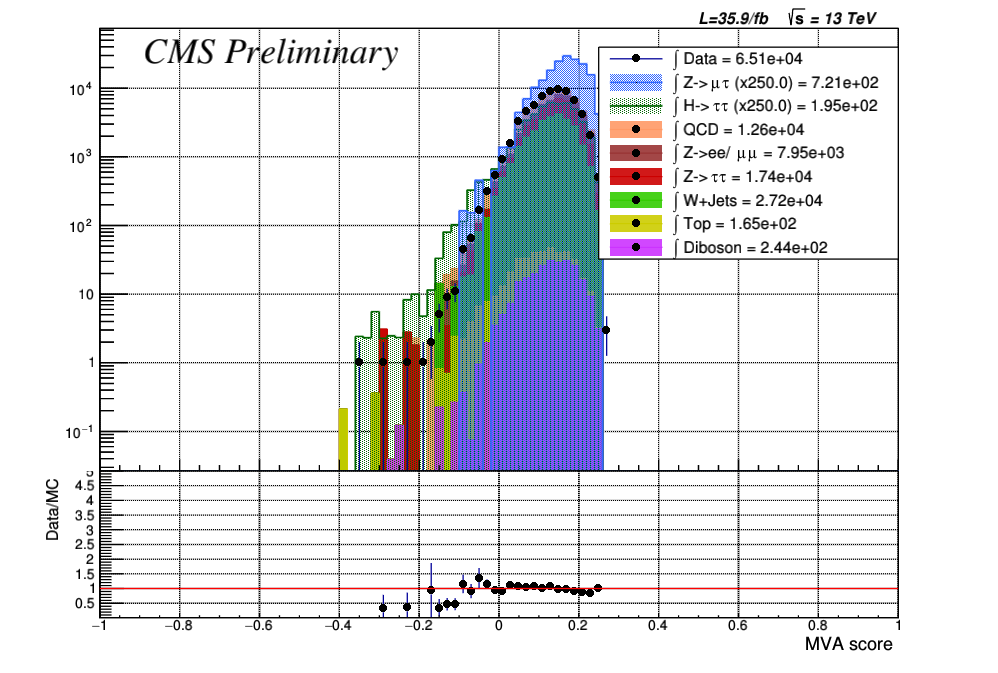 L=35.9/fb √s = 13 TeV
CMS Preliminary
∫ Data = 6.51e+04
∫ Z->μτ (x250.0) = 7.21e+02
∫ H->ττ (x250.0) = 1.95e+02
∫ QCD = 1.26e+04
∫ Z->ee/ μμ = 7.95e+03
∫ Z->ττ = 1.74e+04
∫ W+Jets = 2.72e+04
∫ Top = 1.65e+02
∫ Diboson = 2.44e+02
10⁴
10³
10²
10
1
10⁻¹
Data/MC
5
4.5
4
3.5
3
2.5
2
1.5
1
0.5
−1 −0.8 −0.6 −0.4 −0.2 0 0.2 0.4 0.6 0.8 1
MVA score